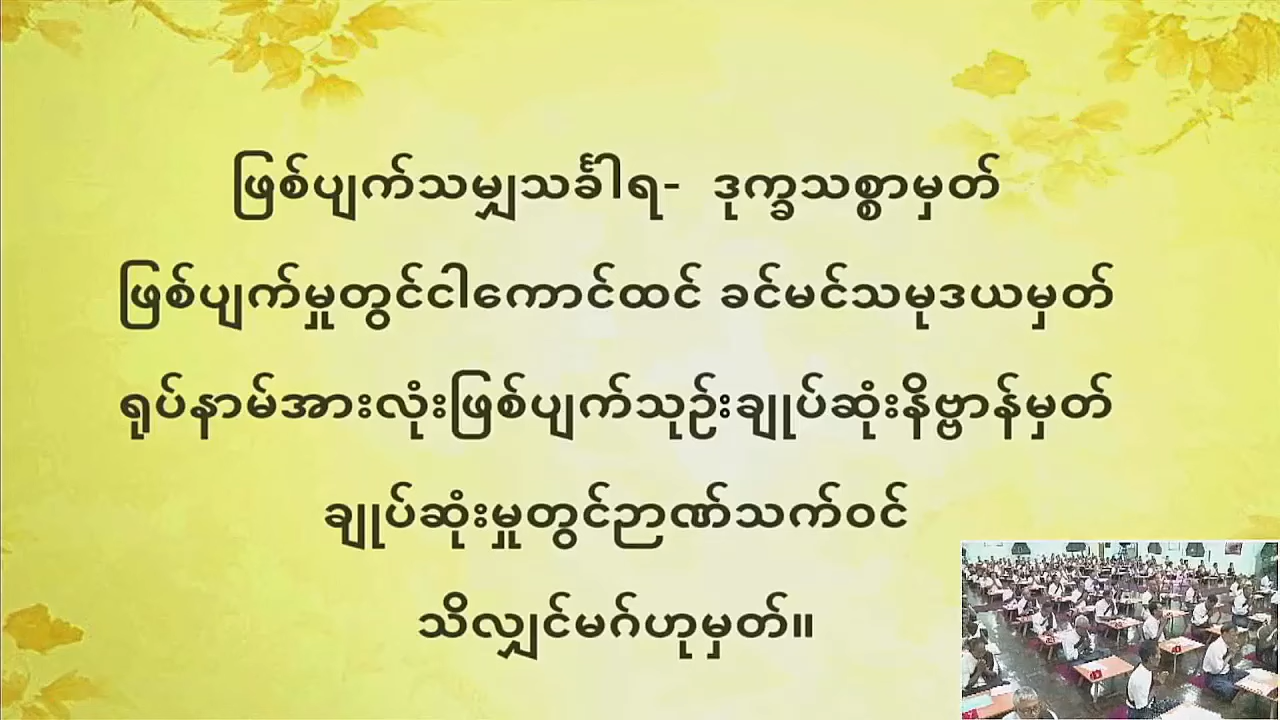 ဖြစ်ပျက်သမျှသင်္ခါရ- ဒုက္ခသစ္စာမှတ်
ဖြစ်ပျက်မှုတွင်ငါကောင်ထင် ခင်မင်သမုဒယမှတ်
ရုပ်နာမ်အားလုံးဖြစ်ပျက်သုဉ်းချုပ်ဆုံးနိဗ္ဗာန်မှတ်
ချုပ်ဆုံးမှုတွင်ဉာဏ်သက်ဝင်
သိလျှင်မဂ်ဟုမှတ်။